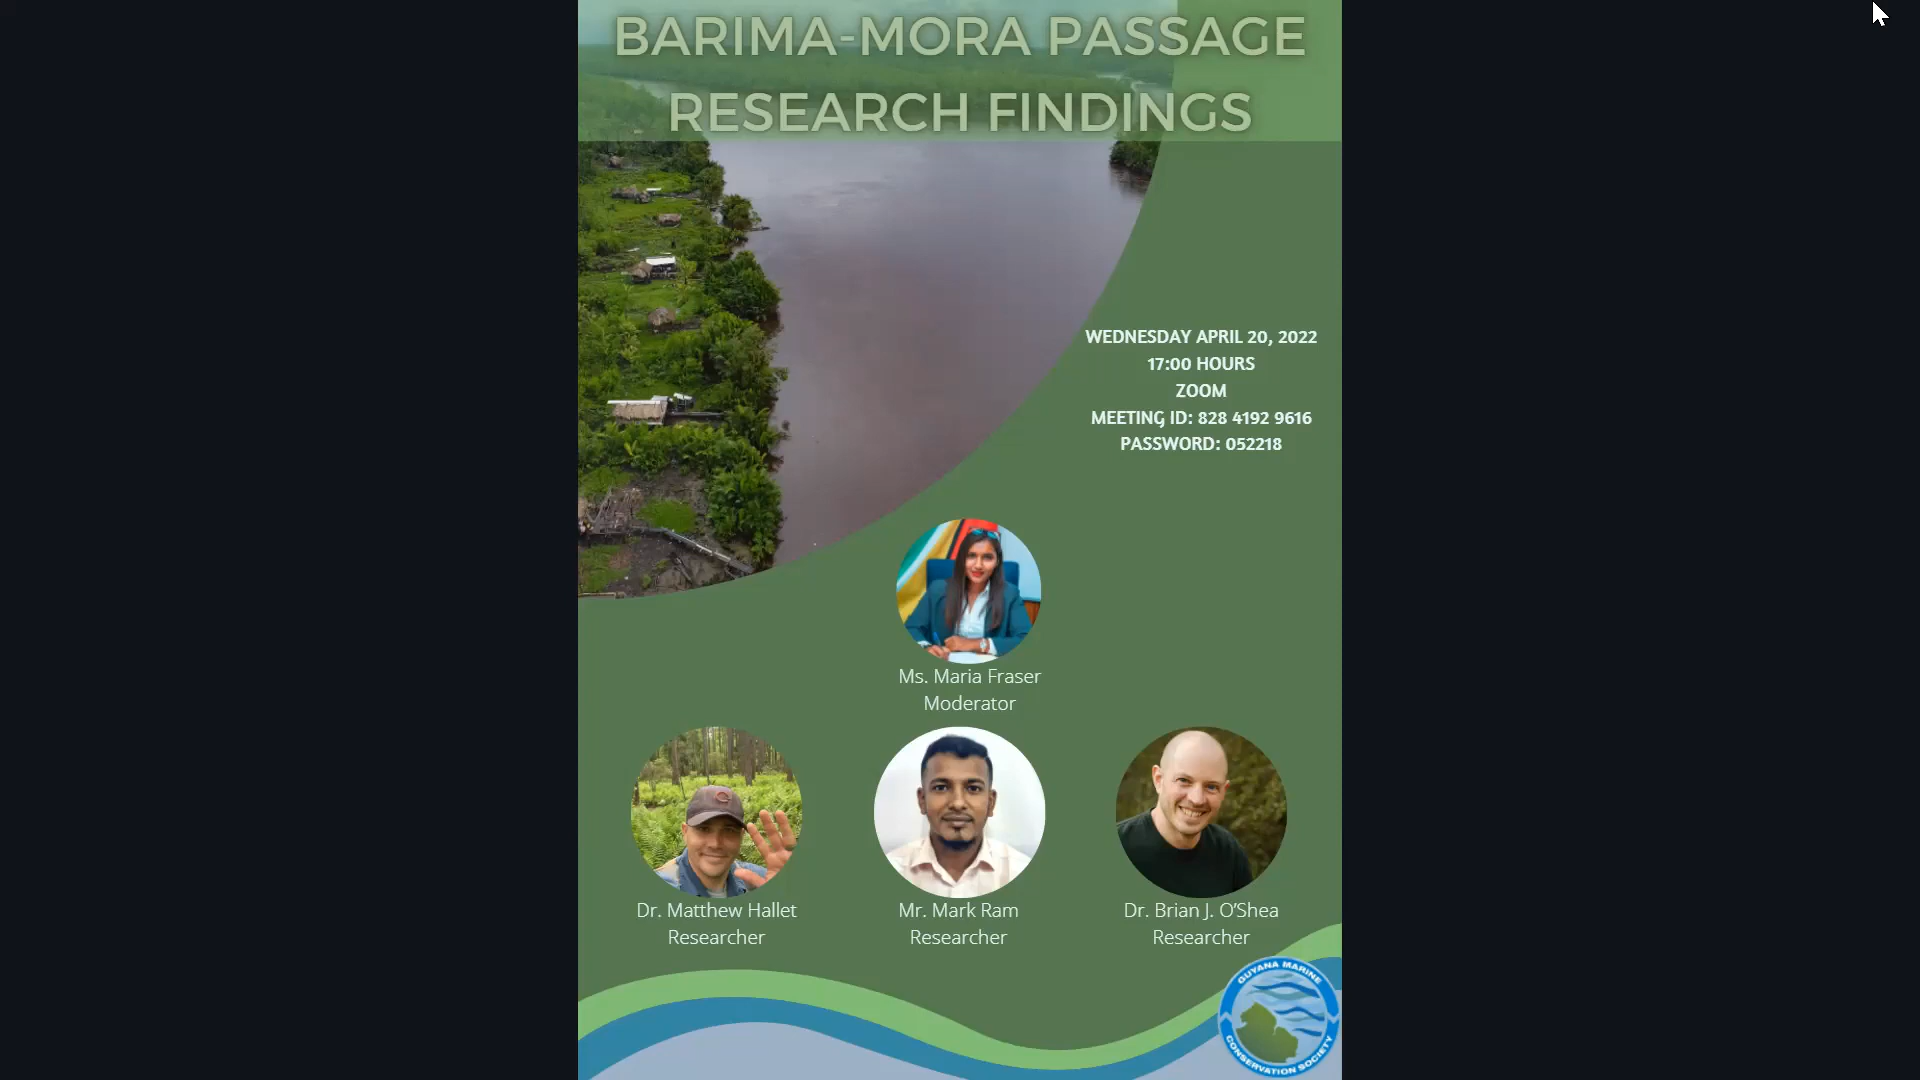 BARIMA-MORA PASSAGE
RESEARCH FINDINGS
WEDNESDAY APRIL 20, 2022
17:00 HOURS
ZOOM
MEETING ID: 828 4192 9616
PASSWORD: 052218
Ms. Maria Fraser
Moderator
Dr. Matthew Hallet
Researcher
Mr. Mark Ram
Researcher
Dr. Brian J. O'Shea
Researcher
GUYANA MARINE
CONSERVATION SOCIETY